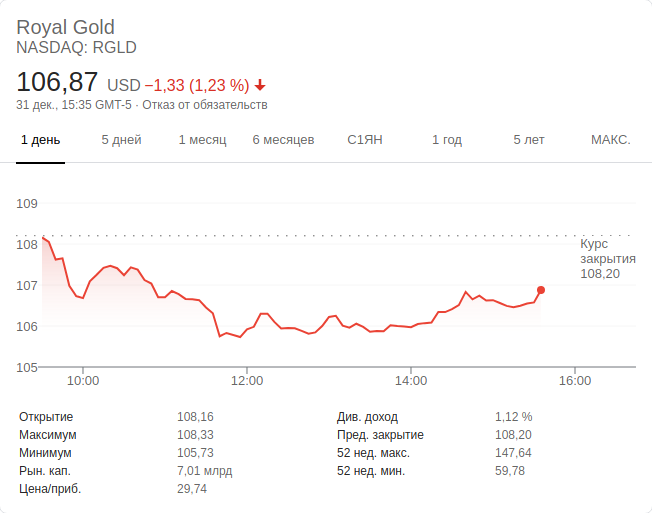 Royal Gold
NASDAQ: RGLD
106,87 USD −1,33 (1,23 %)
31 дек., 15:35 GMT-5 · Отказ от обязательств
1 день 5 дней 1 месяц 6 месяцев С1ЯН 1 год 5 лет МАКС.
109
108
107
106
105
Курс
закрытия
108,20
10:00 12:00 14:00 16:00
Открытие 108,16 Див. доход 1,12 %
Максимум 108,33 Пред. закрытие 108,20
Минимум 105,73 52 нед. макс. 147,64
Рын. кап. 7,01 млрд 52 нед. мин. 59,78
Цена/приб. 29,74